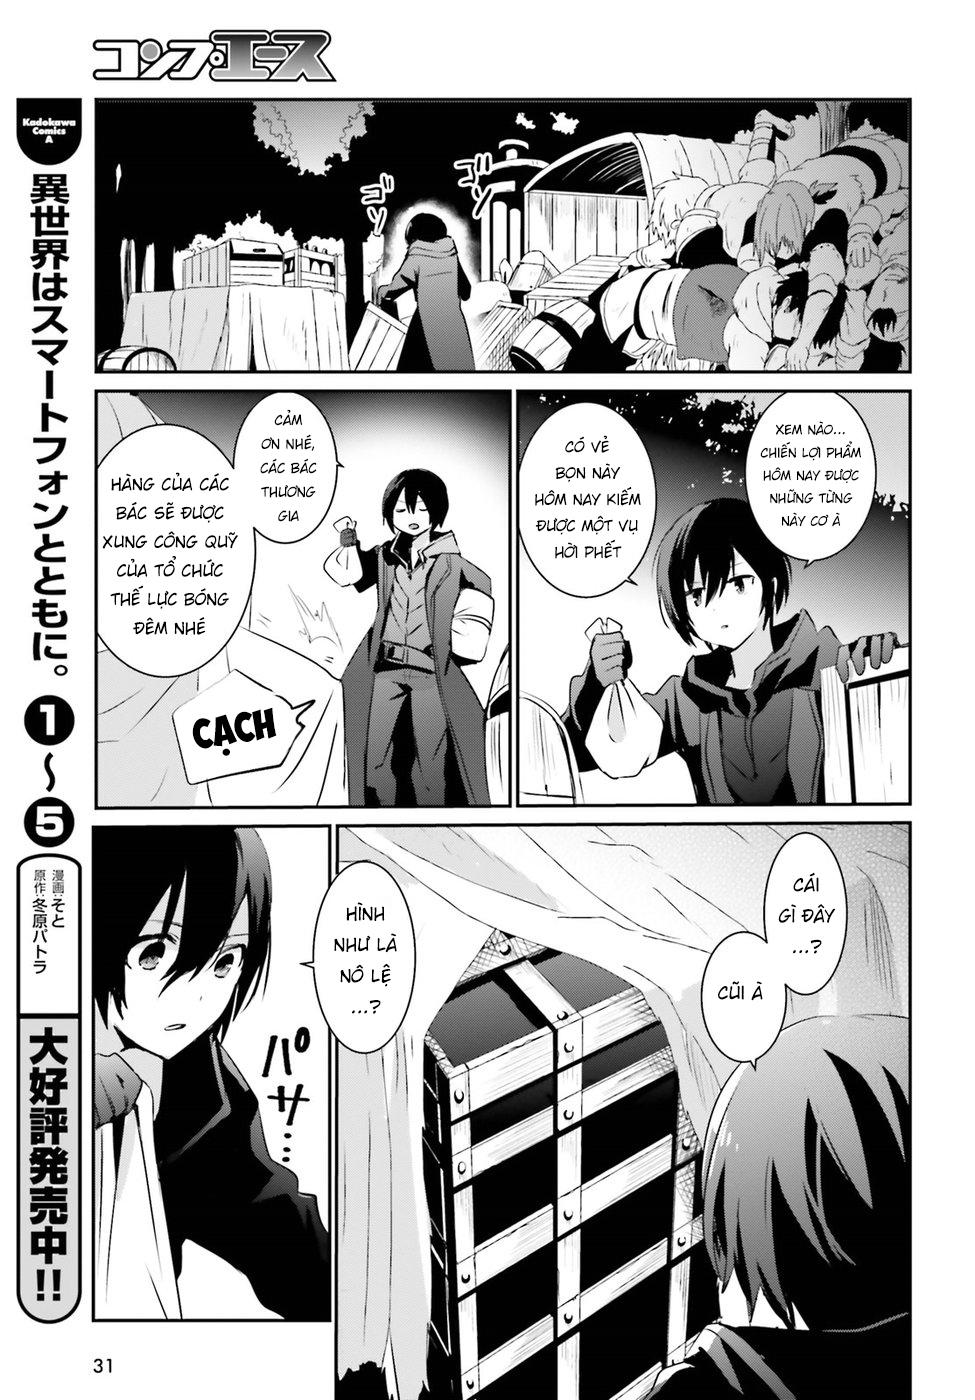 コンプエース
Kadokawa
Comics
A
異世界はスマートフォンとともに。
1～5
漫画：そと
原作：冬原パトラ
大好評発売中!!
ゴソ
ゴソ
XEM NÀO...
CHIẾN LỢI PHẨM
HÔM NAY ĐƯỢC
NHỮNG TỪNG
NÀY CƠ À
CÓ VẺ
BỌN NÀY
HÔM NAY KIẾM
ĐƯỢC MỘT VỤ
HỜI PHẾT
CẢM
ƠN NHÉ,
CÁC BÁC
THƯƠNG
GIA
HÀNG CỦA CÁC
BÁC SẼ ĐƯỢC
XUNG CÔNG QUỸ
CỦA TỔ CHỨC
THẾ LỰC BÓNG
ĐÊM NHÉ
CẠCH
CÁI
GÌ ĐÂY
...?
CŨI À
HÌNH
NHƯ LÀ
NÔ LỆ
...?
パサ…
31